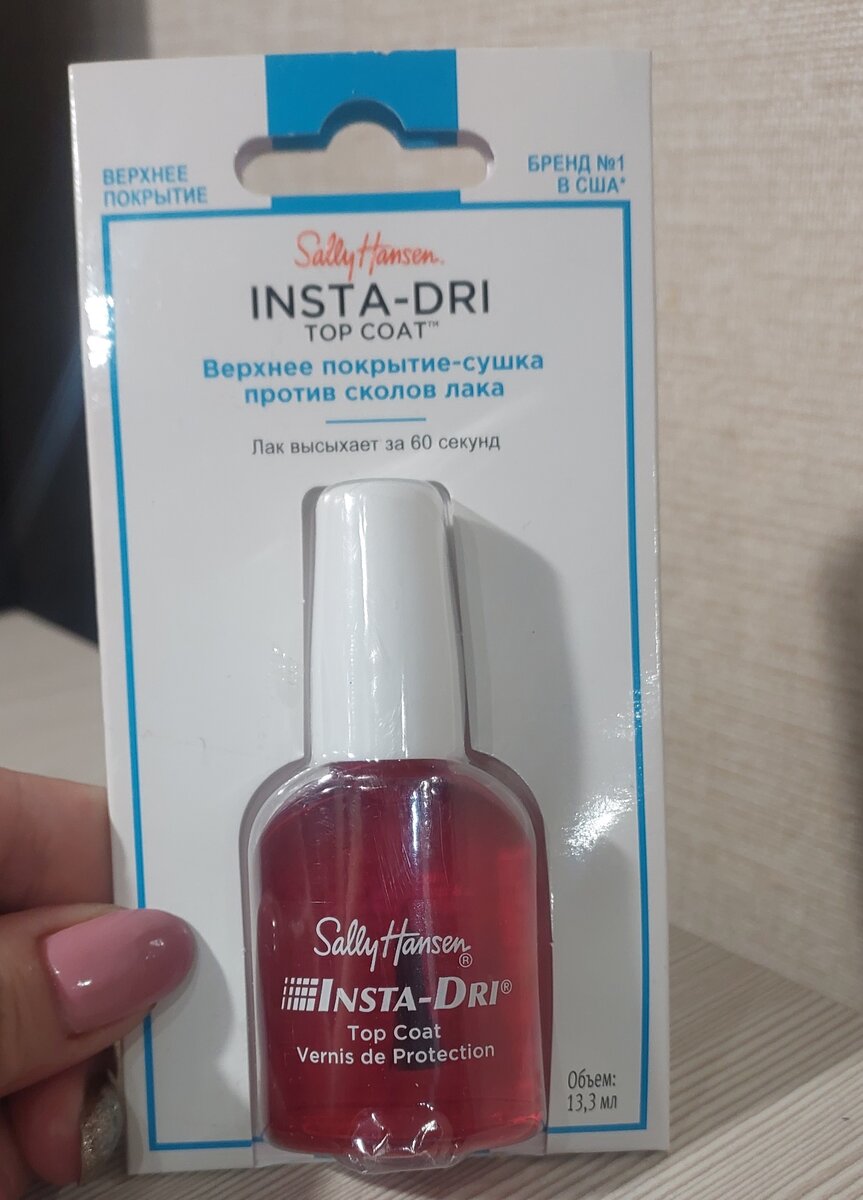 ВЕРХНЕЕ
ПОКРЫТИЕ
БРЕНД №1
В США*
Sally Hansen.
INSTA-DRI
TOP COAT™
Верхнее покрытие-сушка
против сколов лака
Лак высыхает за 60 секунд
Sally Hansen®
INSTA-DRI®
Top Coat
Vernis de Protection
Объем:
13,3 мл